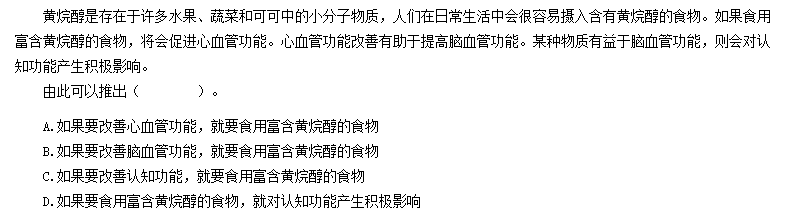 黄烷醇是存在于许多水果、蔬菜和可可中的小分子物质，人们在日常生活中会很容易摄入含有黄烷醇的食物。如果食用
富含黄烷醇的食物，将会促进心血管功能。心血管功能改善有助于提高脑血管功能。某种物质有益于脑血管功能，则会对认
知功能产生积极影响。
由此可以推出（　　　　）。
A.如果要改善心血管功能，就要食用富含黄烷醇的食物
B.如果要改善脑血管功能，就要食用富含黄烷醇的食物
C.如果要改善认知功能，就要食用富含黄烷醇的食物
D.如果要食用富含黄烷醇的食物，就对认知功能产生积极影响